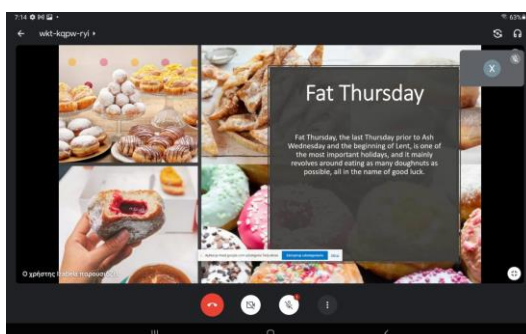 7:14
63%
wkt-kqpw-ryi
X
Fat Thursday
Fat Thursday, the last Thursday prior to Ash
Wednesday and the beginning of Lent, is one of
the most important holidays, and it mainly
revolves around eating as many doughnuts as
possible, all in the name of good luck.
Ο χρήστης